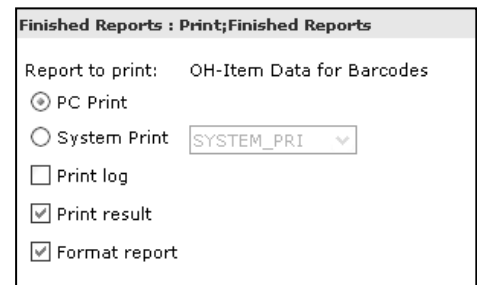 Finished Reports : Print;Finished Reports
Report to print: OH-Item Data for Barcodes
PC Print
System Print SYSTEM_PRI
Print log
Print result
Format report